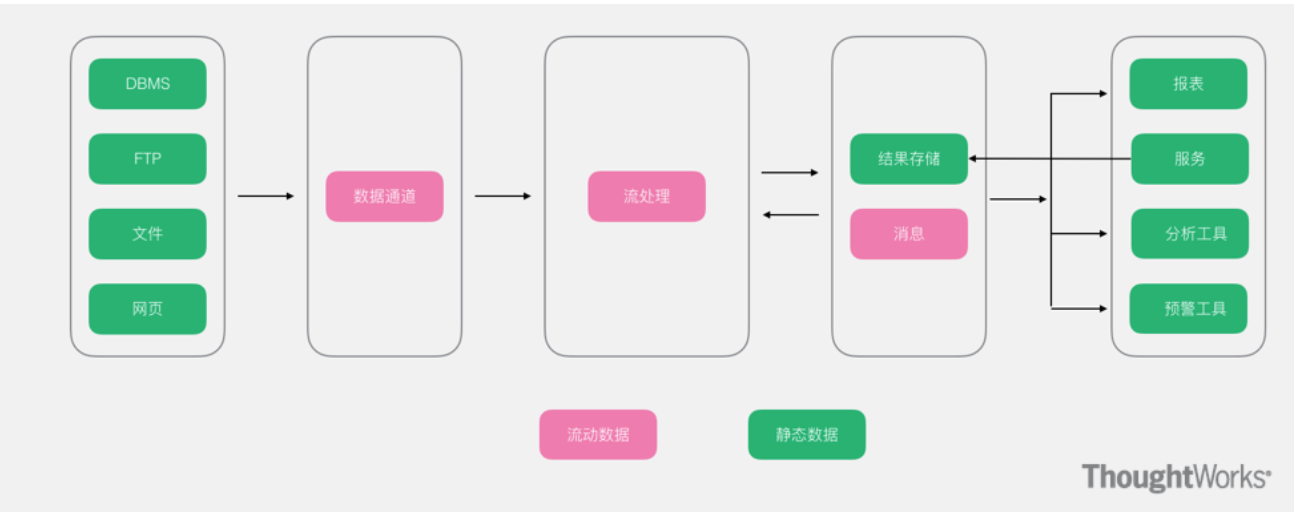 DBMS
FTP
文件
网页
数据通道
流处理
结果存储
消息
报表
服务
分析工具
预警工具
流动数据
静态数据
ThoughtWorks®